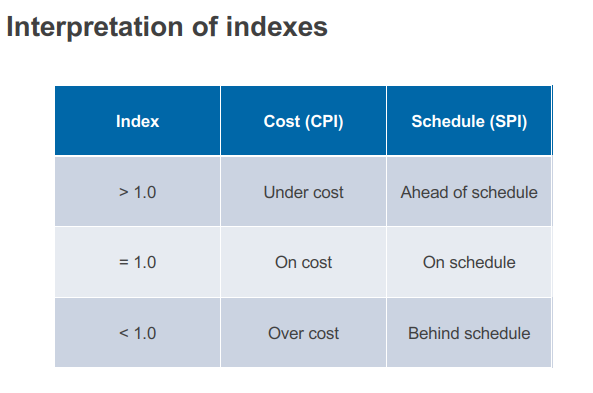 Interpretation of indexes
Index Cost (CPI) Schedule (SPI)
> 1.0 Under cost Ahead of schedule
= 1.0 On cost On schedule
< 1.0 Over cost Behind schedule